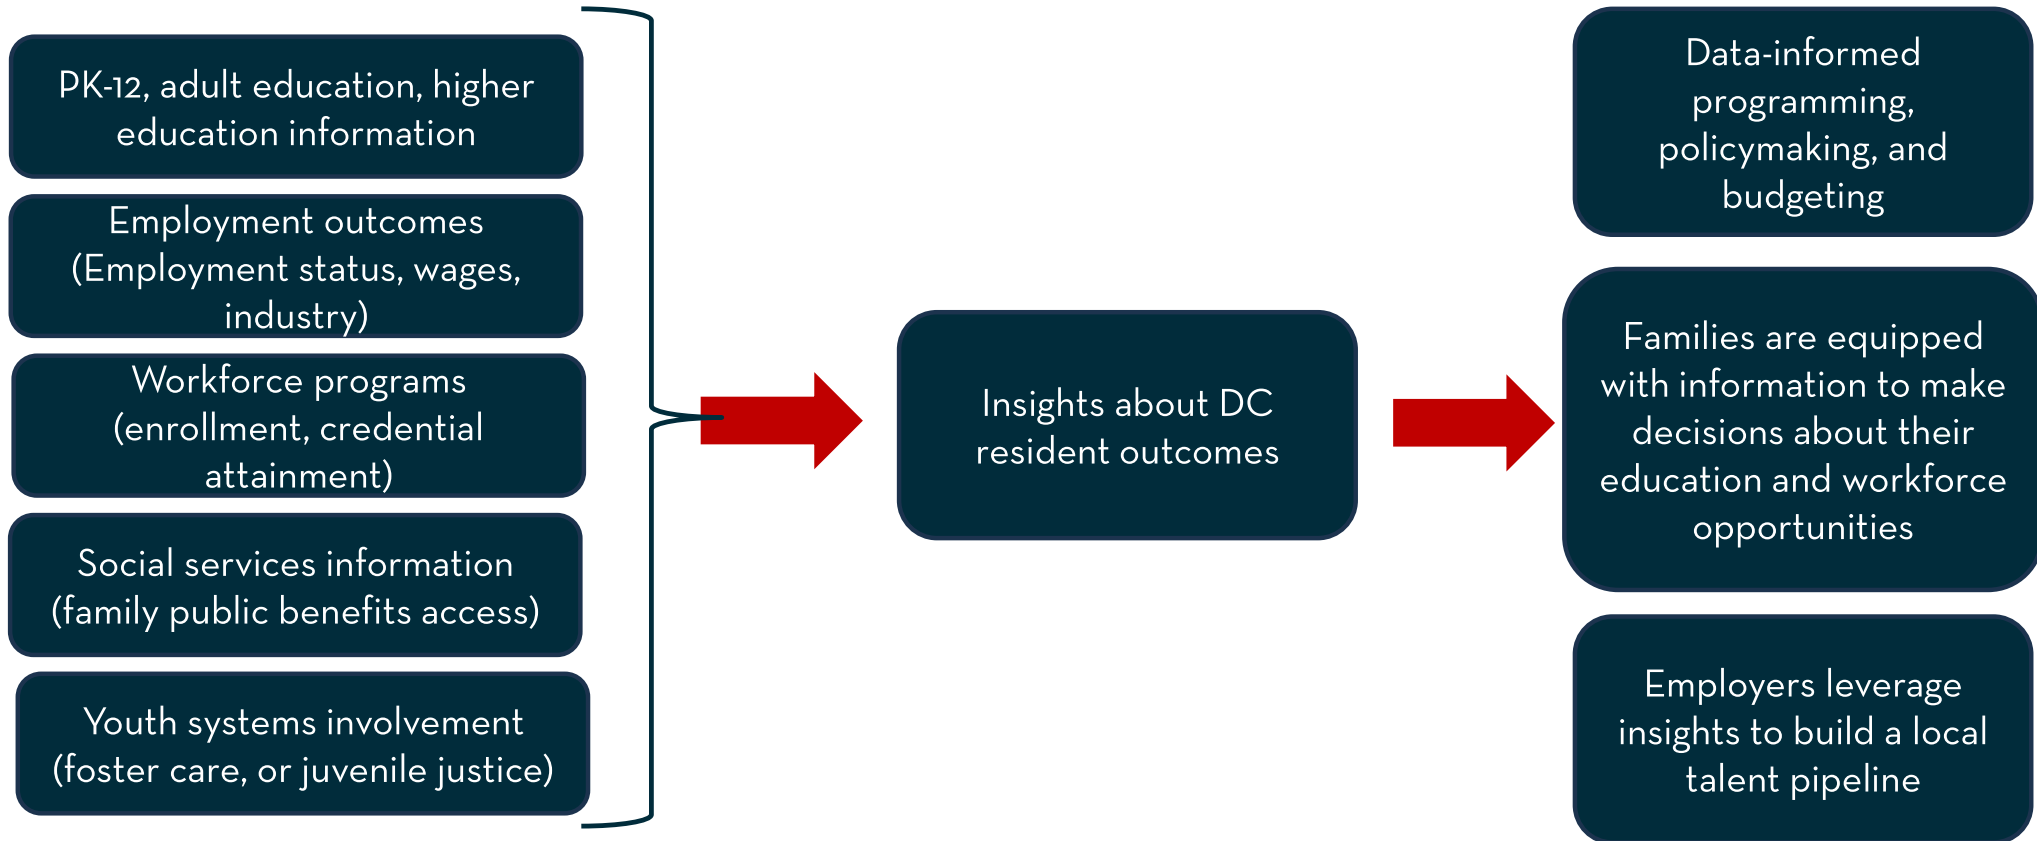 PK-12, adult education, higher
education information
Employment outcomes
(Employment status, wages,
industry)
Workforce programs
(enrollment, credential
attainment)
Social services information
(family public benefits access)
Youth systems involvement
(foster care, or juvenile justice)
Insights about DC
resident outcomes
Data-informed
programming,
policymaking, and
budgeting
Families are equipped
with information to make
decisions about their
education and workforce
opportunities
Employers leverage
insights to build a local
talent pipeline